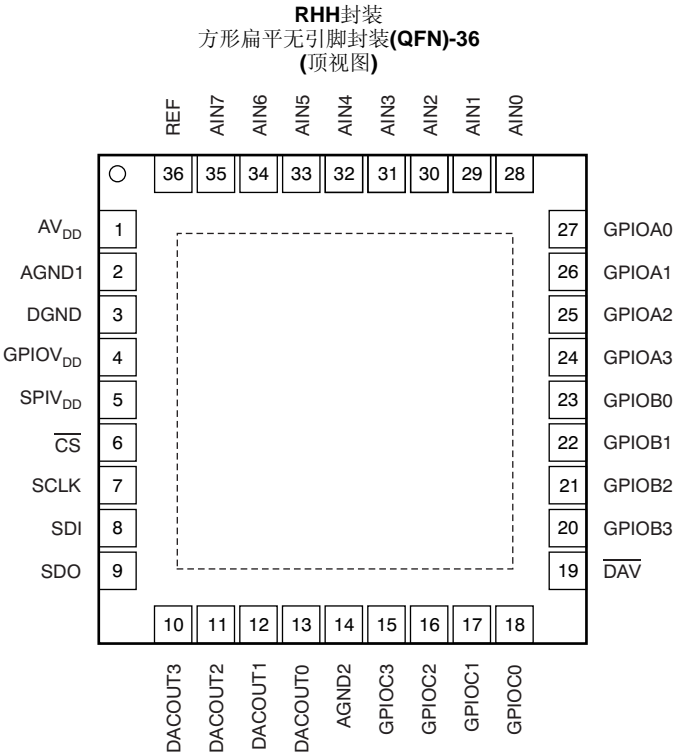 RHH封装
方形扁平无引脚封装(QFN)-36
(顶视图)
REF AIN7 AIN6 AIN5 AIN4 AIN3 AIN2 AIN1 AIN0
36 35 34 33 32 31 30 29 28
AVDD 1 27 GPIOA0
AGND1 2 26 GPIOA1
DGND 3 25 GPIOA2
GPIOVDD 4 24 GPIOA3
SPIVDD 5 23 GPIOB0
C̅S̅ 6 22 GPIOB1
SCLK 7 21 GPIOB2
SDI 8 20 GPIOB3
SDO 9 19 D̅A̅V̅
10 11 12 13 14 15 16 17 18
DACOUT3 DACOUT2 DACOUT1 DACOUT0 AGND2 GPIOC3 GPIOC2 GPIOC1 GPIOC0